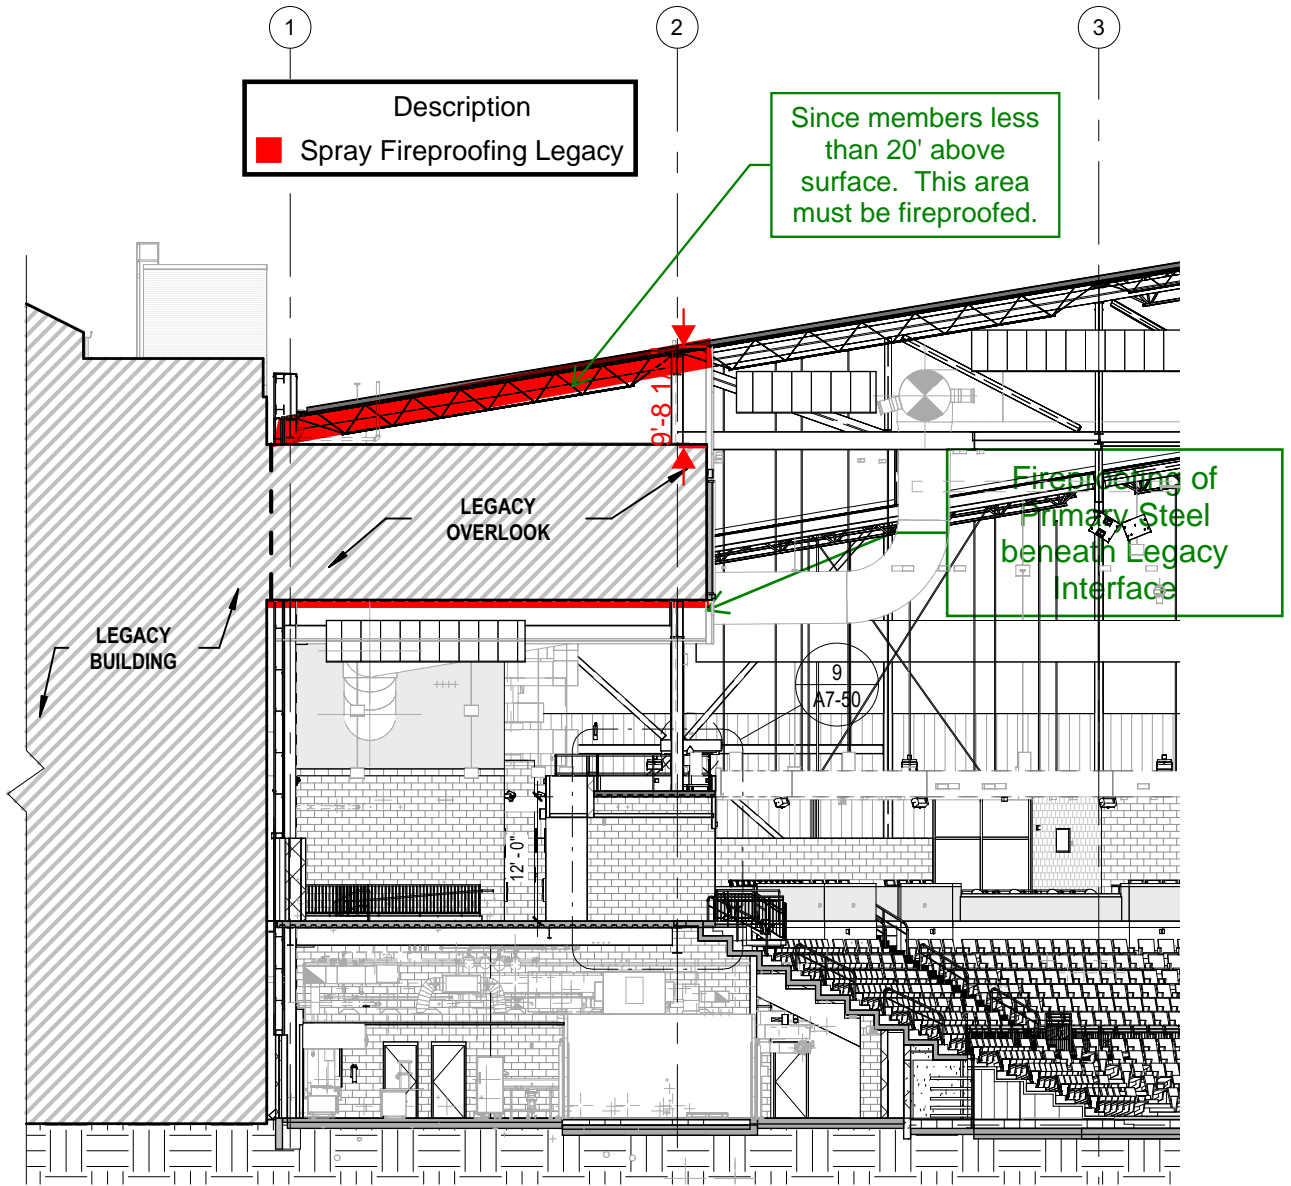 1
2
3
Description
Spray Fireproofing Legacy
Since members less
than 20' above
surface. This area
must be fireproofed.
9'-8 1
LEGACY
OVERLOOK
Fireproofing of
Primary Steel
beneath Legacy
Interface
LEGACY
BUILDING
9
A7-50
12' - 0"